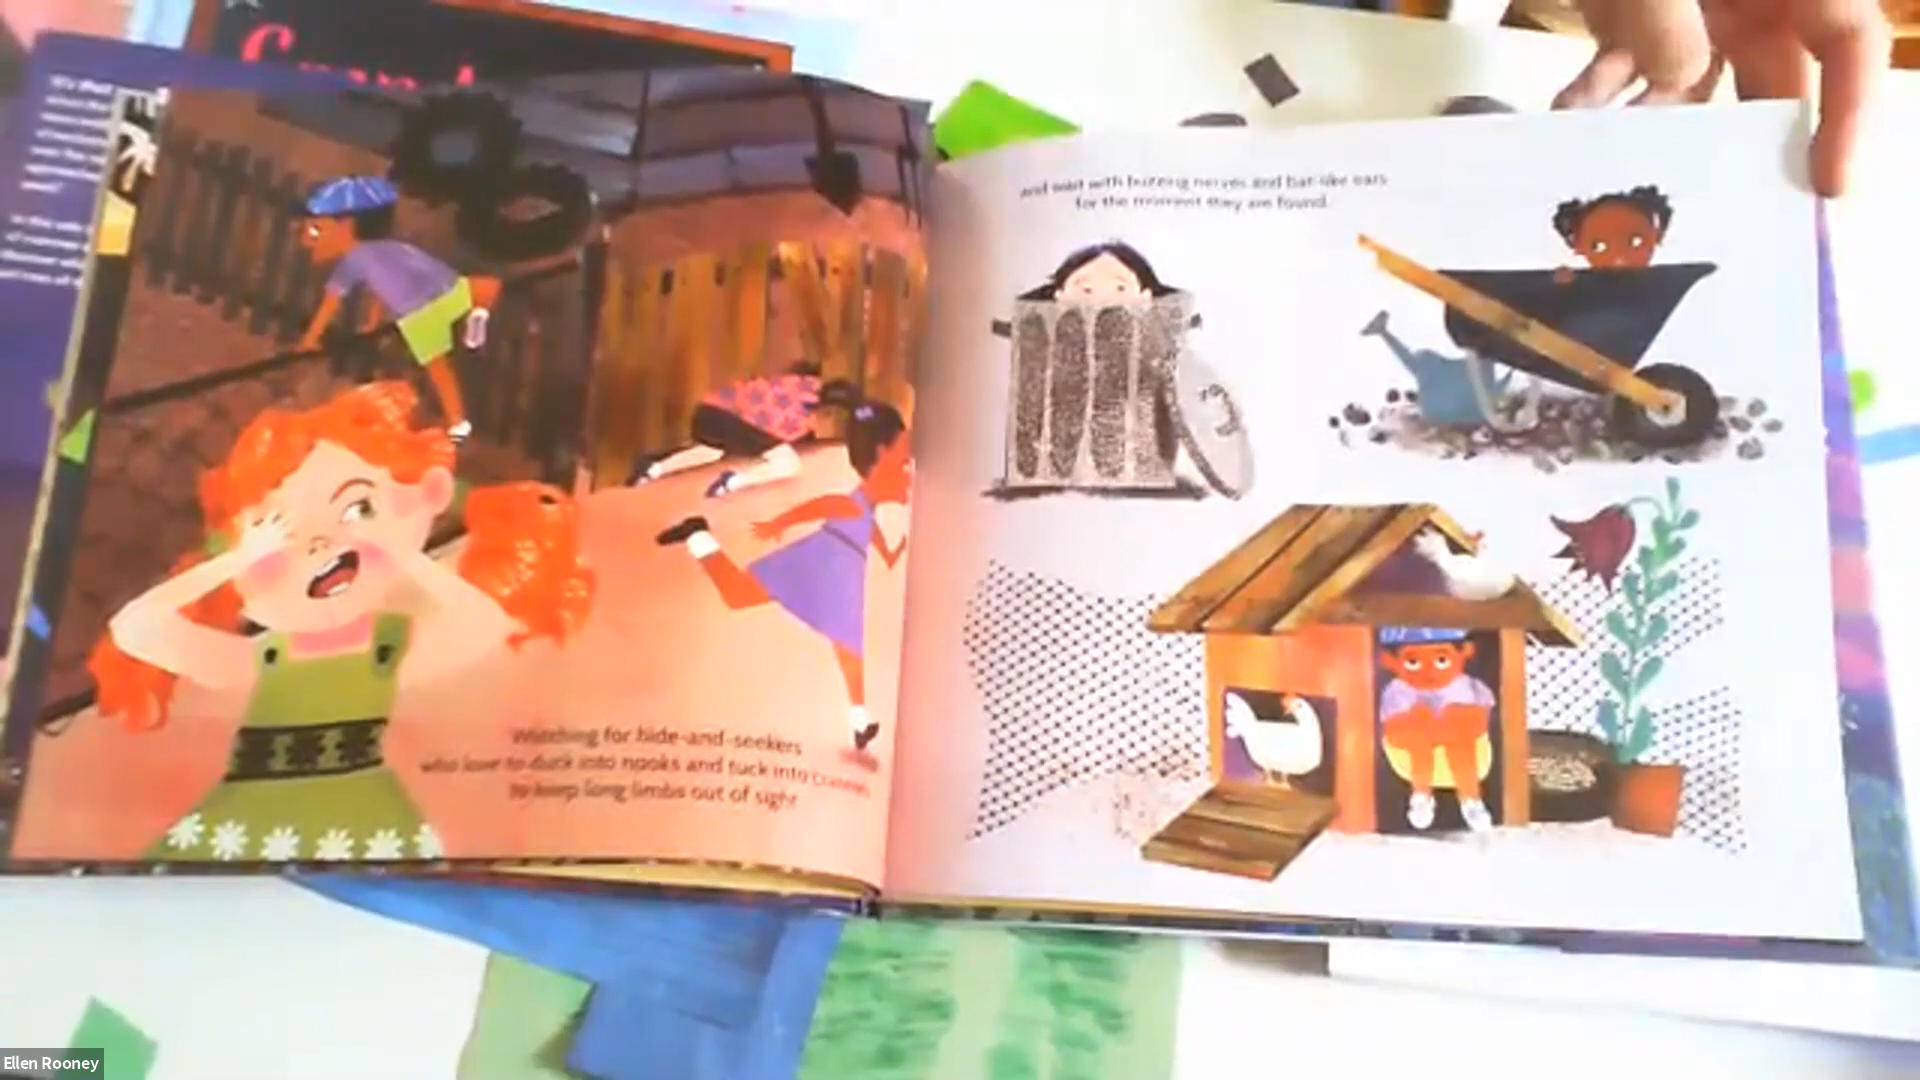 It's that
Watching for hide-and-seekers
who love to duck into nooks and tuck into crannies
to keep long limbs out of sight
and wait with buzzing nerves and bat-like ears
for the moment they are found.
Ellen Rooney